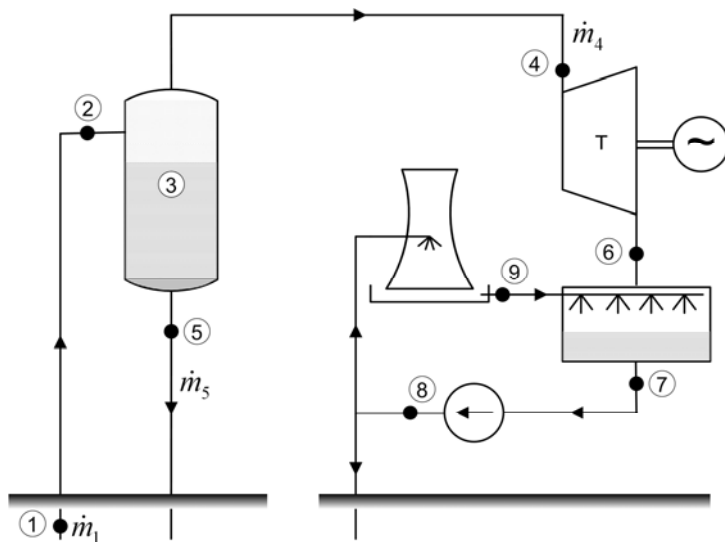 ṁ₄
④
②
T
~
③
⑥
⑨
⑤
ṁ₅
⑧
⑦
① ṁ₁